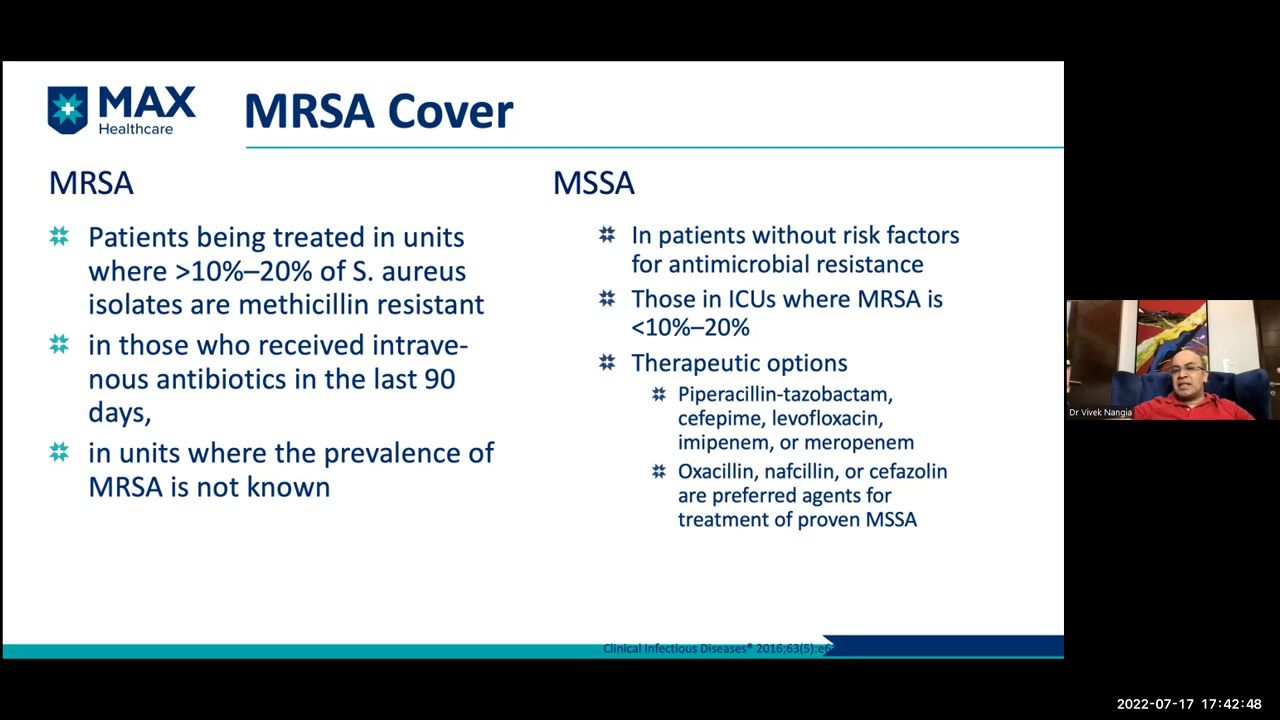 MAX
Healthcare
MRSA Cover
MRSA
Patients being treated in units
where >10%–20% of S. aureus
isolates are methicillin resistant
in those who received intrave-
nous antibiotics in the last 90
days,
in units where the prevalence of
MRSA is not known
MSSA
In patients without risk factors
for antimicrobial resistance
Those in ICUs where MRSA is
<10%–20%
Therapeutic options
Piperacillin-tazobactam,
cefepime, levofloxacin,
imipenem, or meropenem
Oxacillin, nafcillin, or cefazolin
are preferred agents for
treatment of proven MSSA
Clinical Infectious Diseases® 2016;63(5):e6
Dr Vivek Nangia
2022-07-17 17:42:48